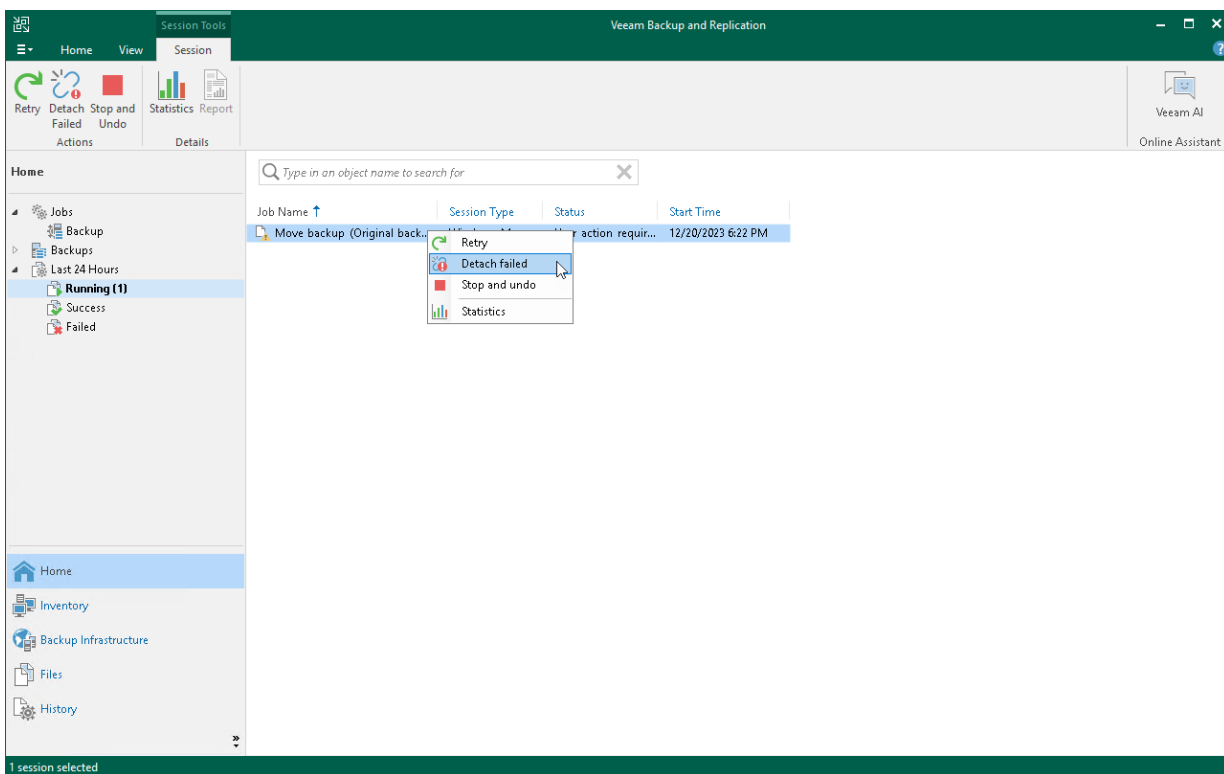 Session Tools
Veeam Backup and Replication
Home View Session
Retry Detach Failed Stop and Undo Statistics Report
Veeam AI
Actions Details
Online Assistant
Home
Type in an object name to search for
Jobs
Backup
Backups
Last 24 Hours
Running (1)
Success
Failed
Job Name Session Type Status Start Time
Move backup (Original back... r action requir... 12/20/2023 6:22 PM
Retry
Detach failed
Stop and undo
Statistics
Home
Inventory
Backup Infrastructure
Files
History
1 session selected